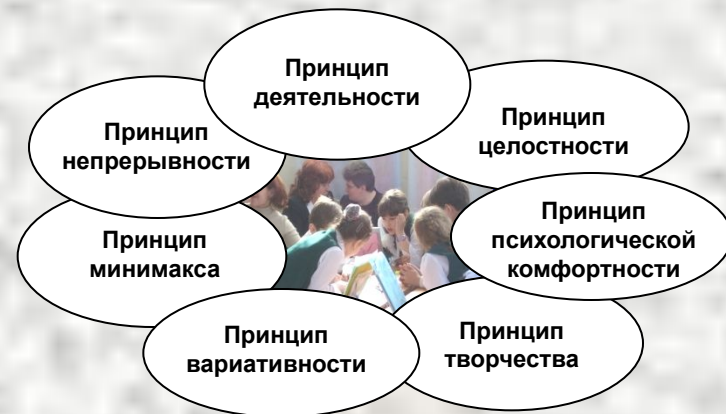 Принцип
деятельности
Принцип
целостности
Принцип
психологической
комфортности
Принцип
творчества
Принцип
вариативности
Принцип
минимакса
Принцип
непрерывности